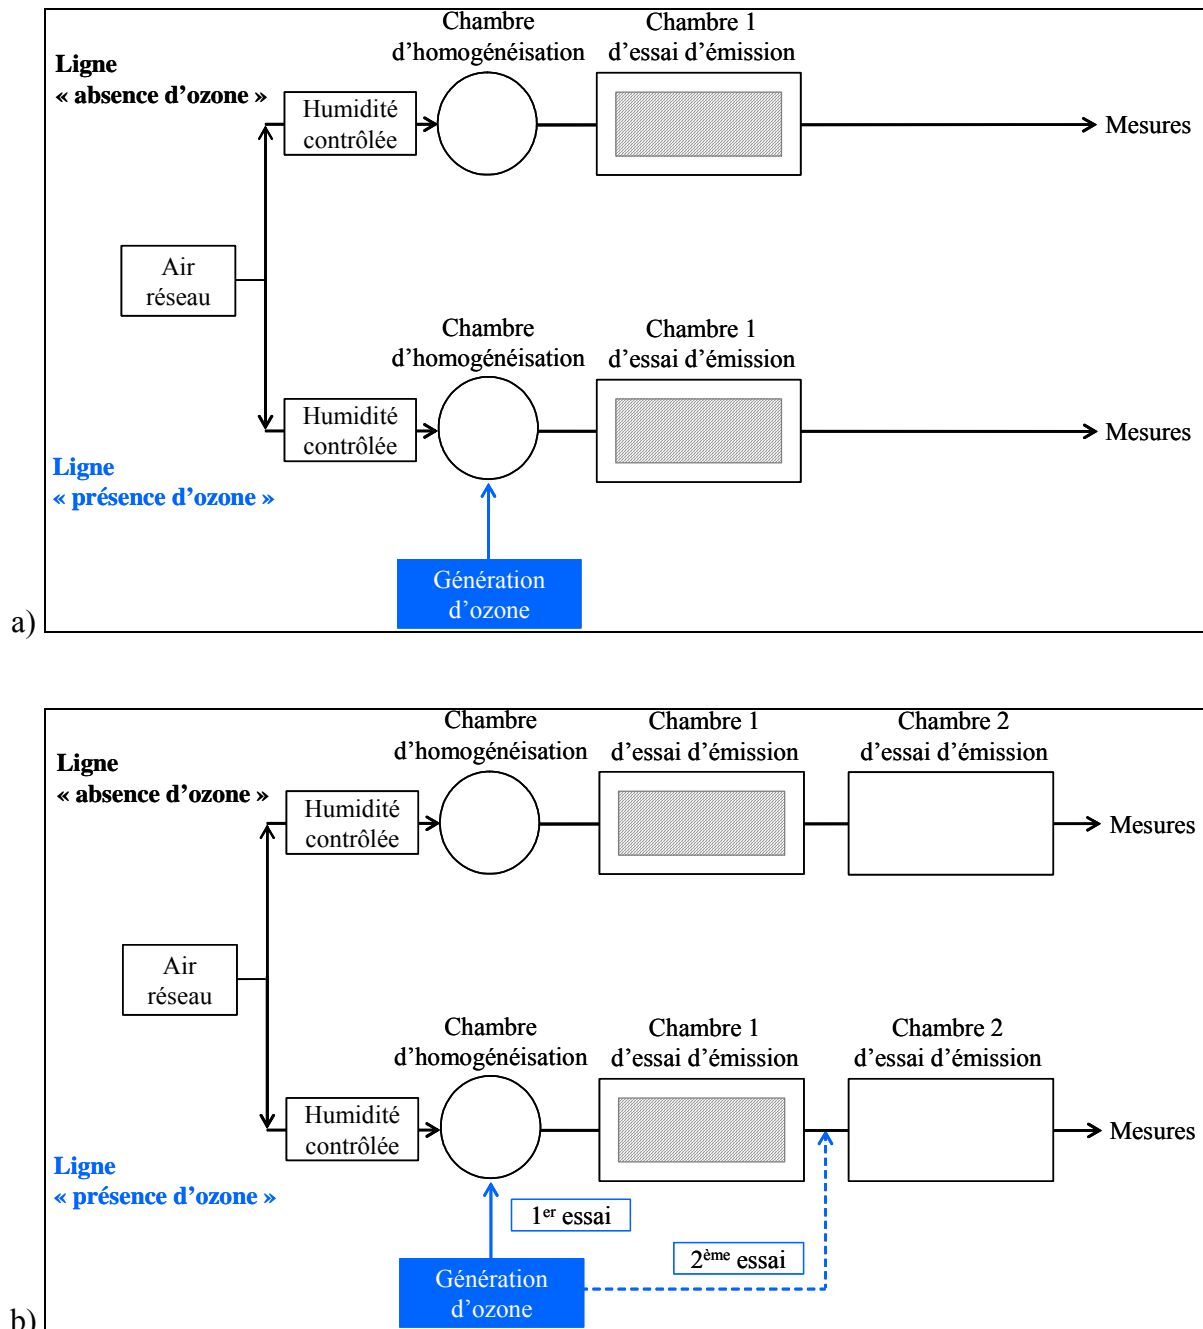 Chambre
d'homogénéisation
Chambre 1
d'essai d'émission
Ligne
« absence d'ozone »
Humidité
contrôlée
Mesures
Air
réseau
Chambre
d'homogénéisation
Chambre 1
d'essai d'émission
Humidité
contrôlée
Mesures
Ligne
« présence d'ozone »
Génération
d'ozone
a)
Chambre
d'homogénéisation
Chambre 1
d'essai d'émission
Chambre 2
d'essai d'émission
Ligne
« absence d'ozone »
Humidité
contrôlée
Mesures
Air
réseau
Chambre
d'homogénéisation
Chambre 1
d'essai d'émission
Chambre 2
d'essai d'émission
Humidité
contrôlée
Mesures
Ligne
« présence d'ozone »
1er essai
2ème essai
Génération
d'ozone
b)